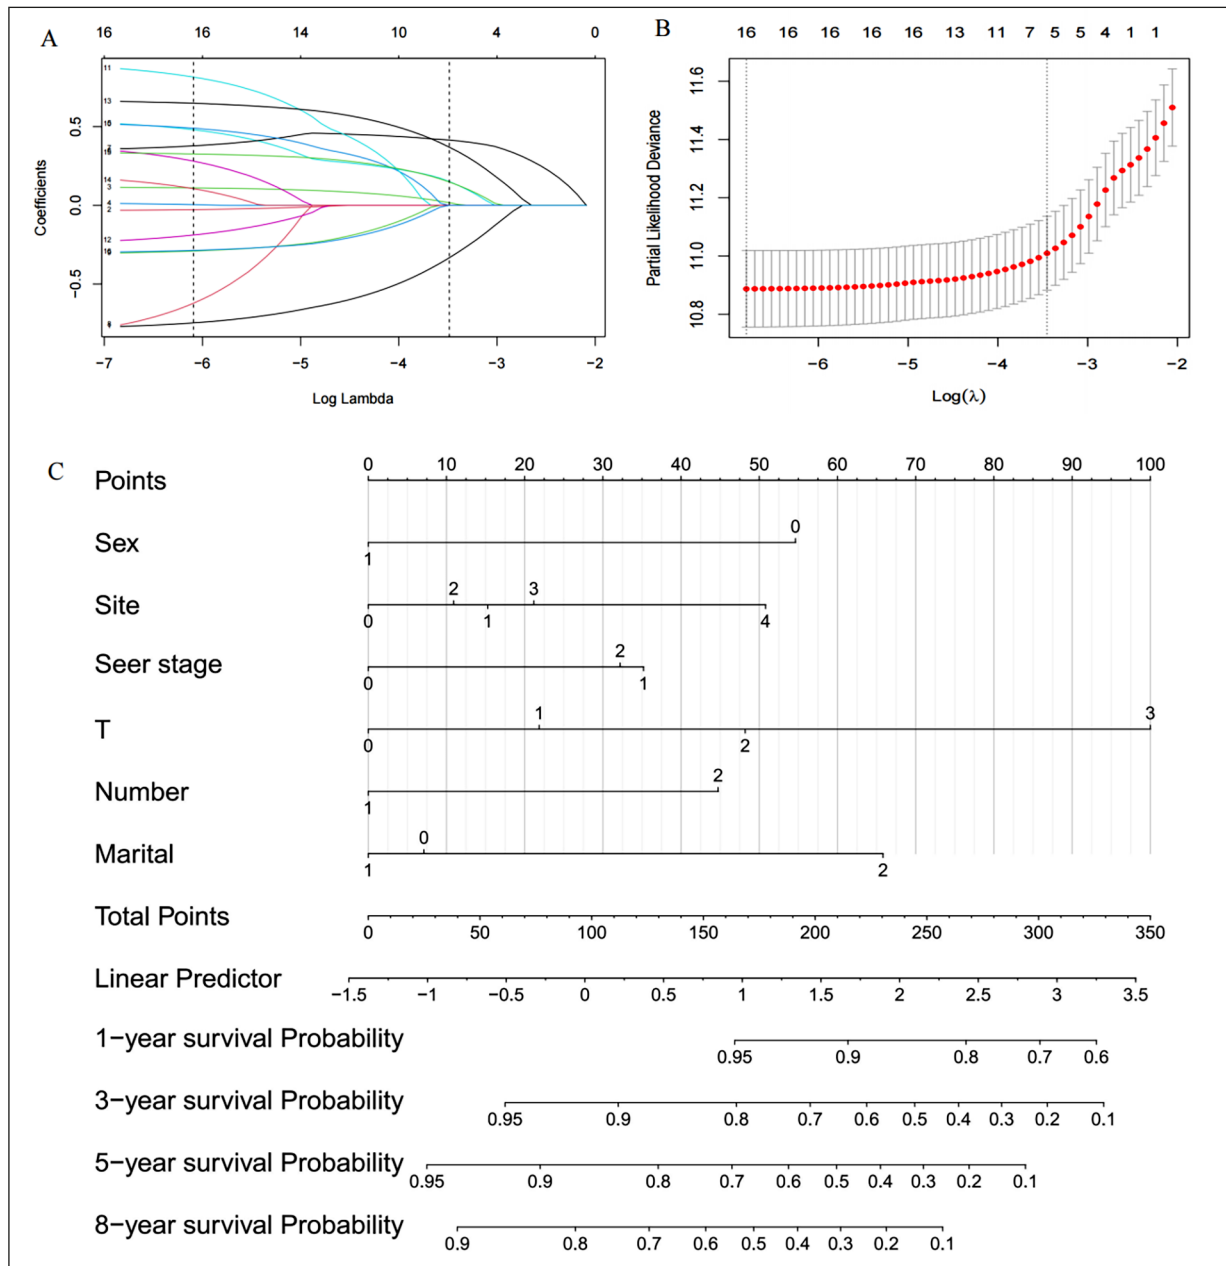 A
16 16 14 10 4 0
11
13
14
3
4
2
12
0.5
0.0
−0.5
Coefficients
−7 −6 −5 −4 −3 −2
Log Lambda
B
16 16 16 16 16 13 11 7 5 5 4 1 1
11.6
11.4
11.2
11.0
10.8
Partial Likelihood Deviance
−6 −5 −4 −3 −2
Log(λ)
C
Points
0 10 20 30 40 50 60 70 80 90 100
Sex
0
1
Site
2 3
0 1 4
Seer stage
2
0 1
T
1 3
0 2
Number
2
1
Marital
0
1 2
Total Points
0 50 100 150 200 250 300 350
Linear Predictor
−1.5 −1 −0.5 0 0.5 1 1.5 2 2.5 3 3.5
1−year survival Probability
0.95 0.9 0.8 0.7 0.6
3−year survival Probability
0.95 0.9 0.8 0.7 0.6 0.5 0.4 0.3 0.2 0.1
5−year survival Probability
0.95 0.9 0.8 0.7 0.6 0.5 0.4 0.3 0.2 0.1
8−year survival Probability
0.9 0.8 0.7 0.6 0.5 0.4 0.3 0.2 0.1